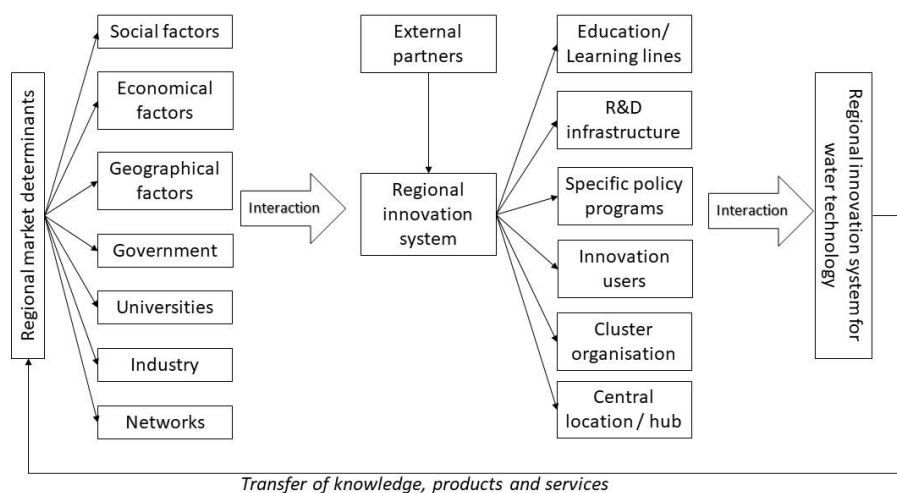 Regional market determinants
Social factors
Economical
factors
Geographical
factors
Government
Universities
Industry
Networks
Interaction
External
partners
Regional
innovation
system
Education/
Learning lines
R&D
infrastructure
Specific policy
programs
Innovation
users
Cluster
organisation
Central
location / hub
Interaction
Regional innovation system for
water technology
Transfer of knowledge, products and services